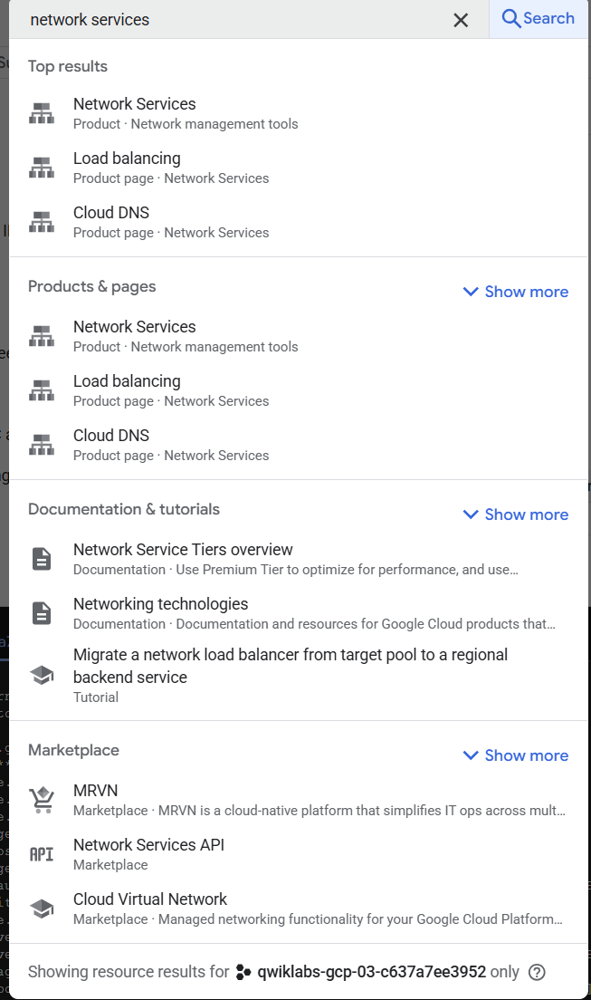 network services
Search
Top results
Network Services
Product · Network management tools
Load balancing
Product page · Network Services
Cloud DNS
Product page · Network Services
Products & pages
Show more
Network Services
Product · Network management tools
Load balancing
Product page · Network Services
Cloud DNS
Product page · Network Services
Documentation & tutorials
Show more
Network Service Tiers overview
Documentation · Use Premium Tier to optimize for performance, and use…
Networking technologies
Documentation · Documentation and resources for Google Cloud products that…
Migrate a network load balancer from target pool to a regional
backend service
Tutorial
Marketplace
Show more
MRVN
Marketplace · MRVN is a cloud-native platform that simplifies IT ops across mult…
API
Network Services API
Marketplace
Cloud Virtual Network
Marketplace · Managed networking functionality for your Google Cloud Platform…
Showing resource results for qwiklabs-gcp-03-c637a7ee3952 only